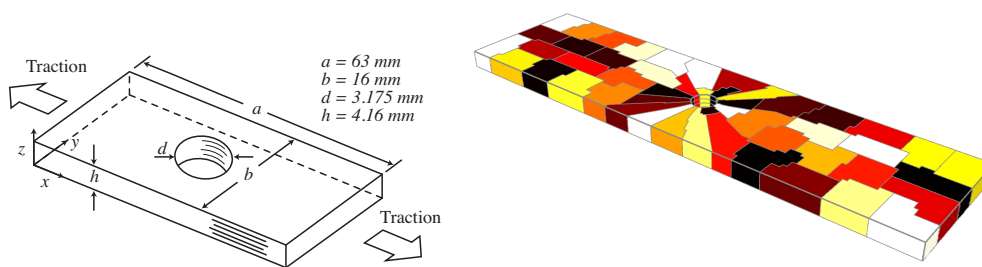 Traction
a = 63 mm
b = 16 mm
d = 3.175 mm
h = 4.16 mm
a
z
y
d
b
h
x
Traction